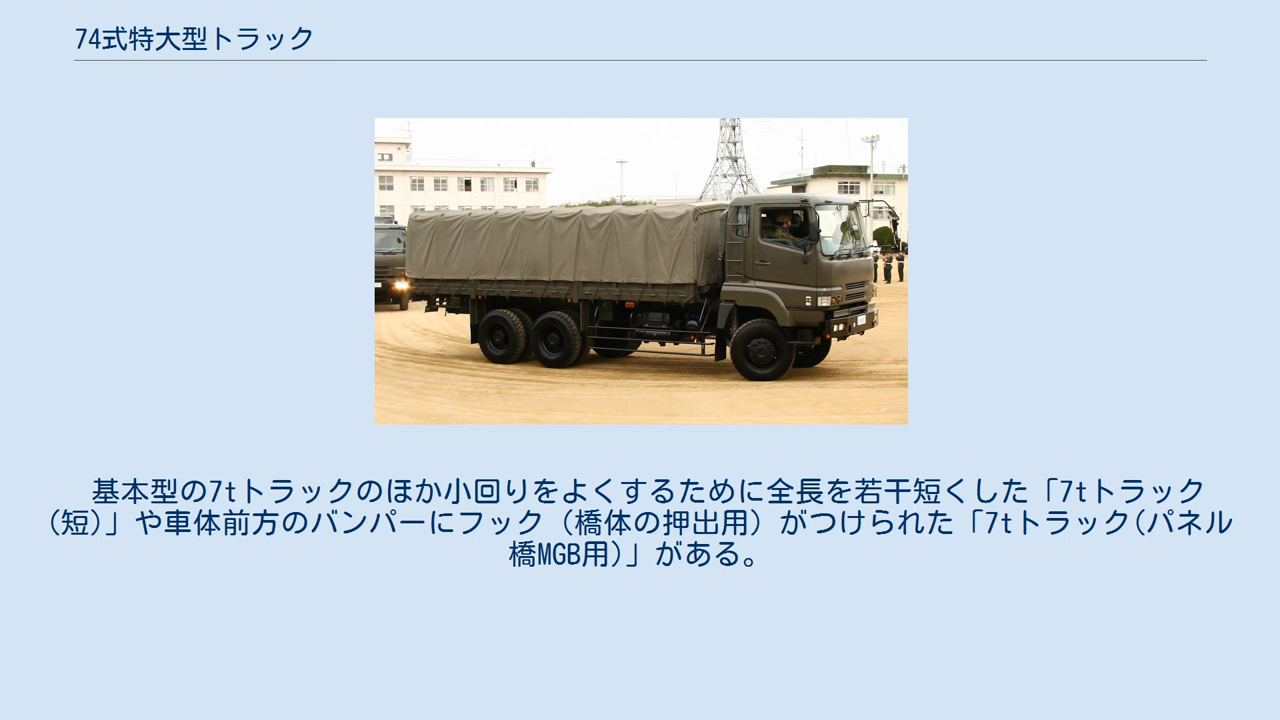 74式特大型トラック
基本型の7tトラックのほか小回りをよくするために全長を若干短くした「7tトラック
(短)」や車体前方のバンパーにフック（橋体の押出用）がつけられた「7tトラック(パネル
橋MGB用)」がある。